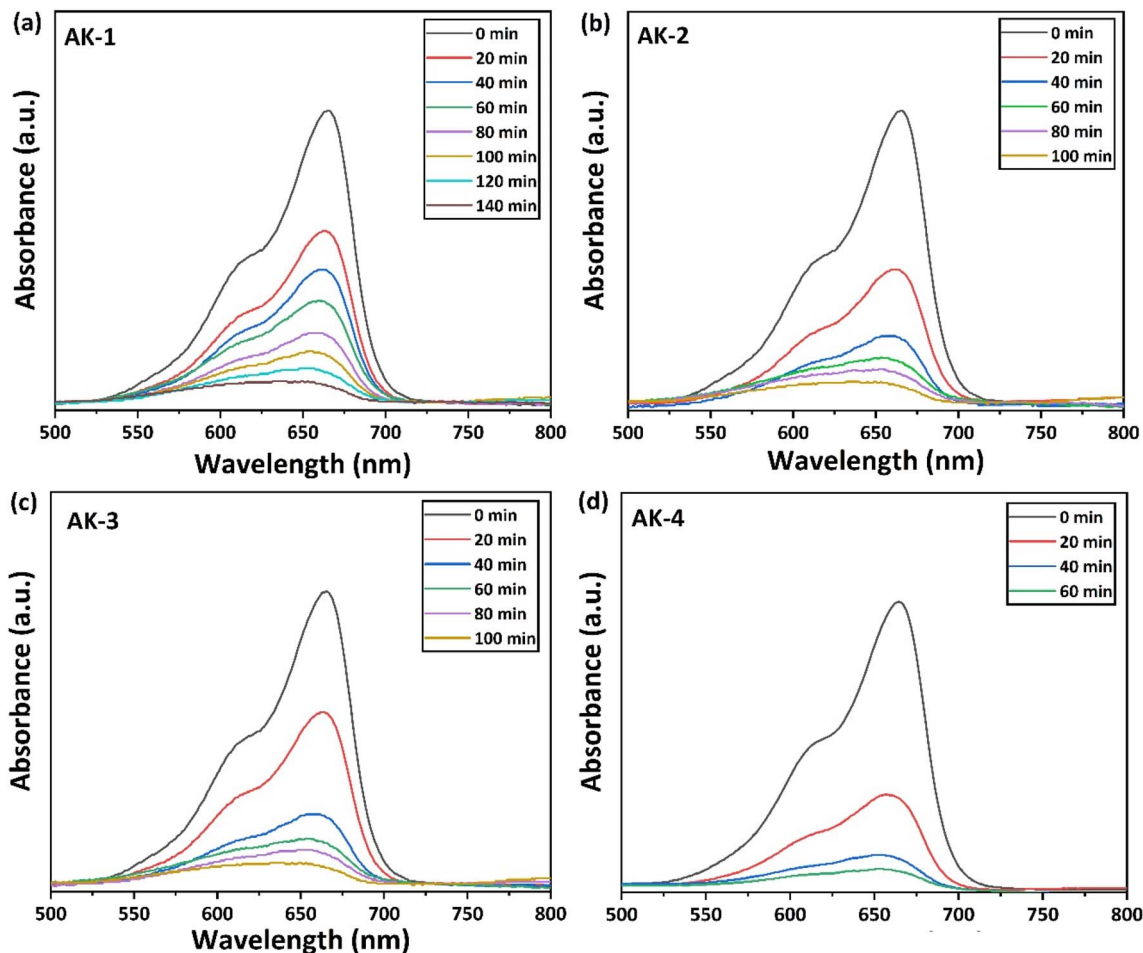 (a)
AK-1
0 min
20 min
40 min
60 min
80 min
100 min
120 min
140 min
Absorbance (a.u.)
500 550 600 650 700 750 800
Wavelength (nm)
(b)
AK-2
0 min
20 min
40 min
60 min
80 min
100 min
Absorbance (a.u.)
500 550 600 650 700 750 800
Wavelength (nm)
(c)
AK-3
0 min
20 min
40 min
60 min
80 min
100 min
Absorbance (a.u.)
500 550 600 650 700 750 800
Wavelength (nm)
(d)
AK-4
0 min
20 min
40 min
60 min
Absorbance (a.u.)
500 550 600 650 700 750 800